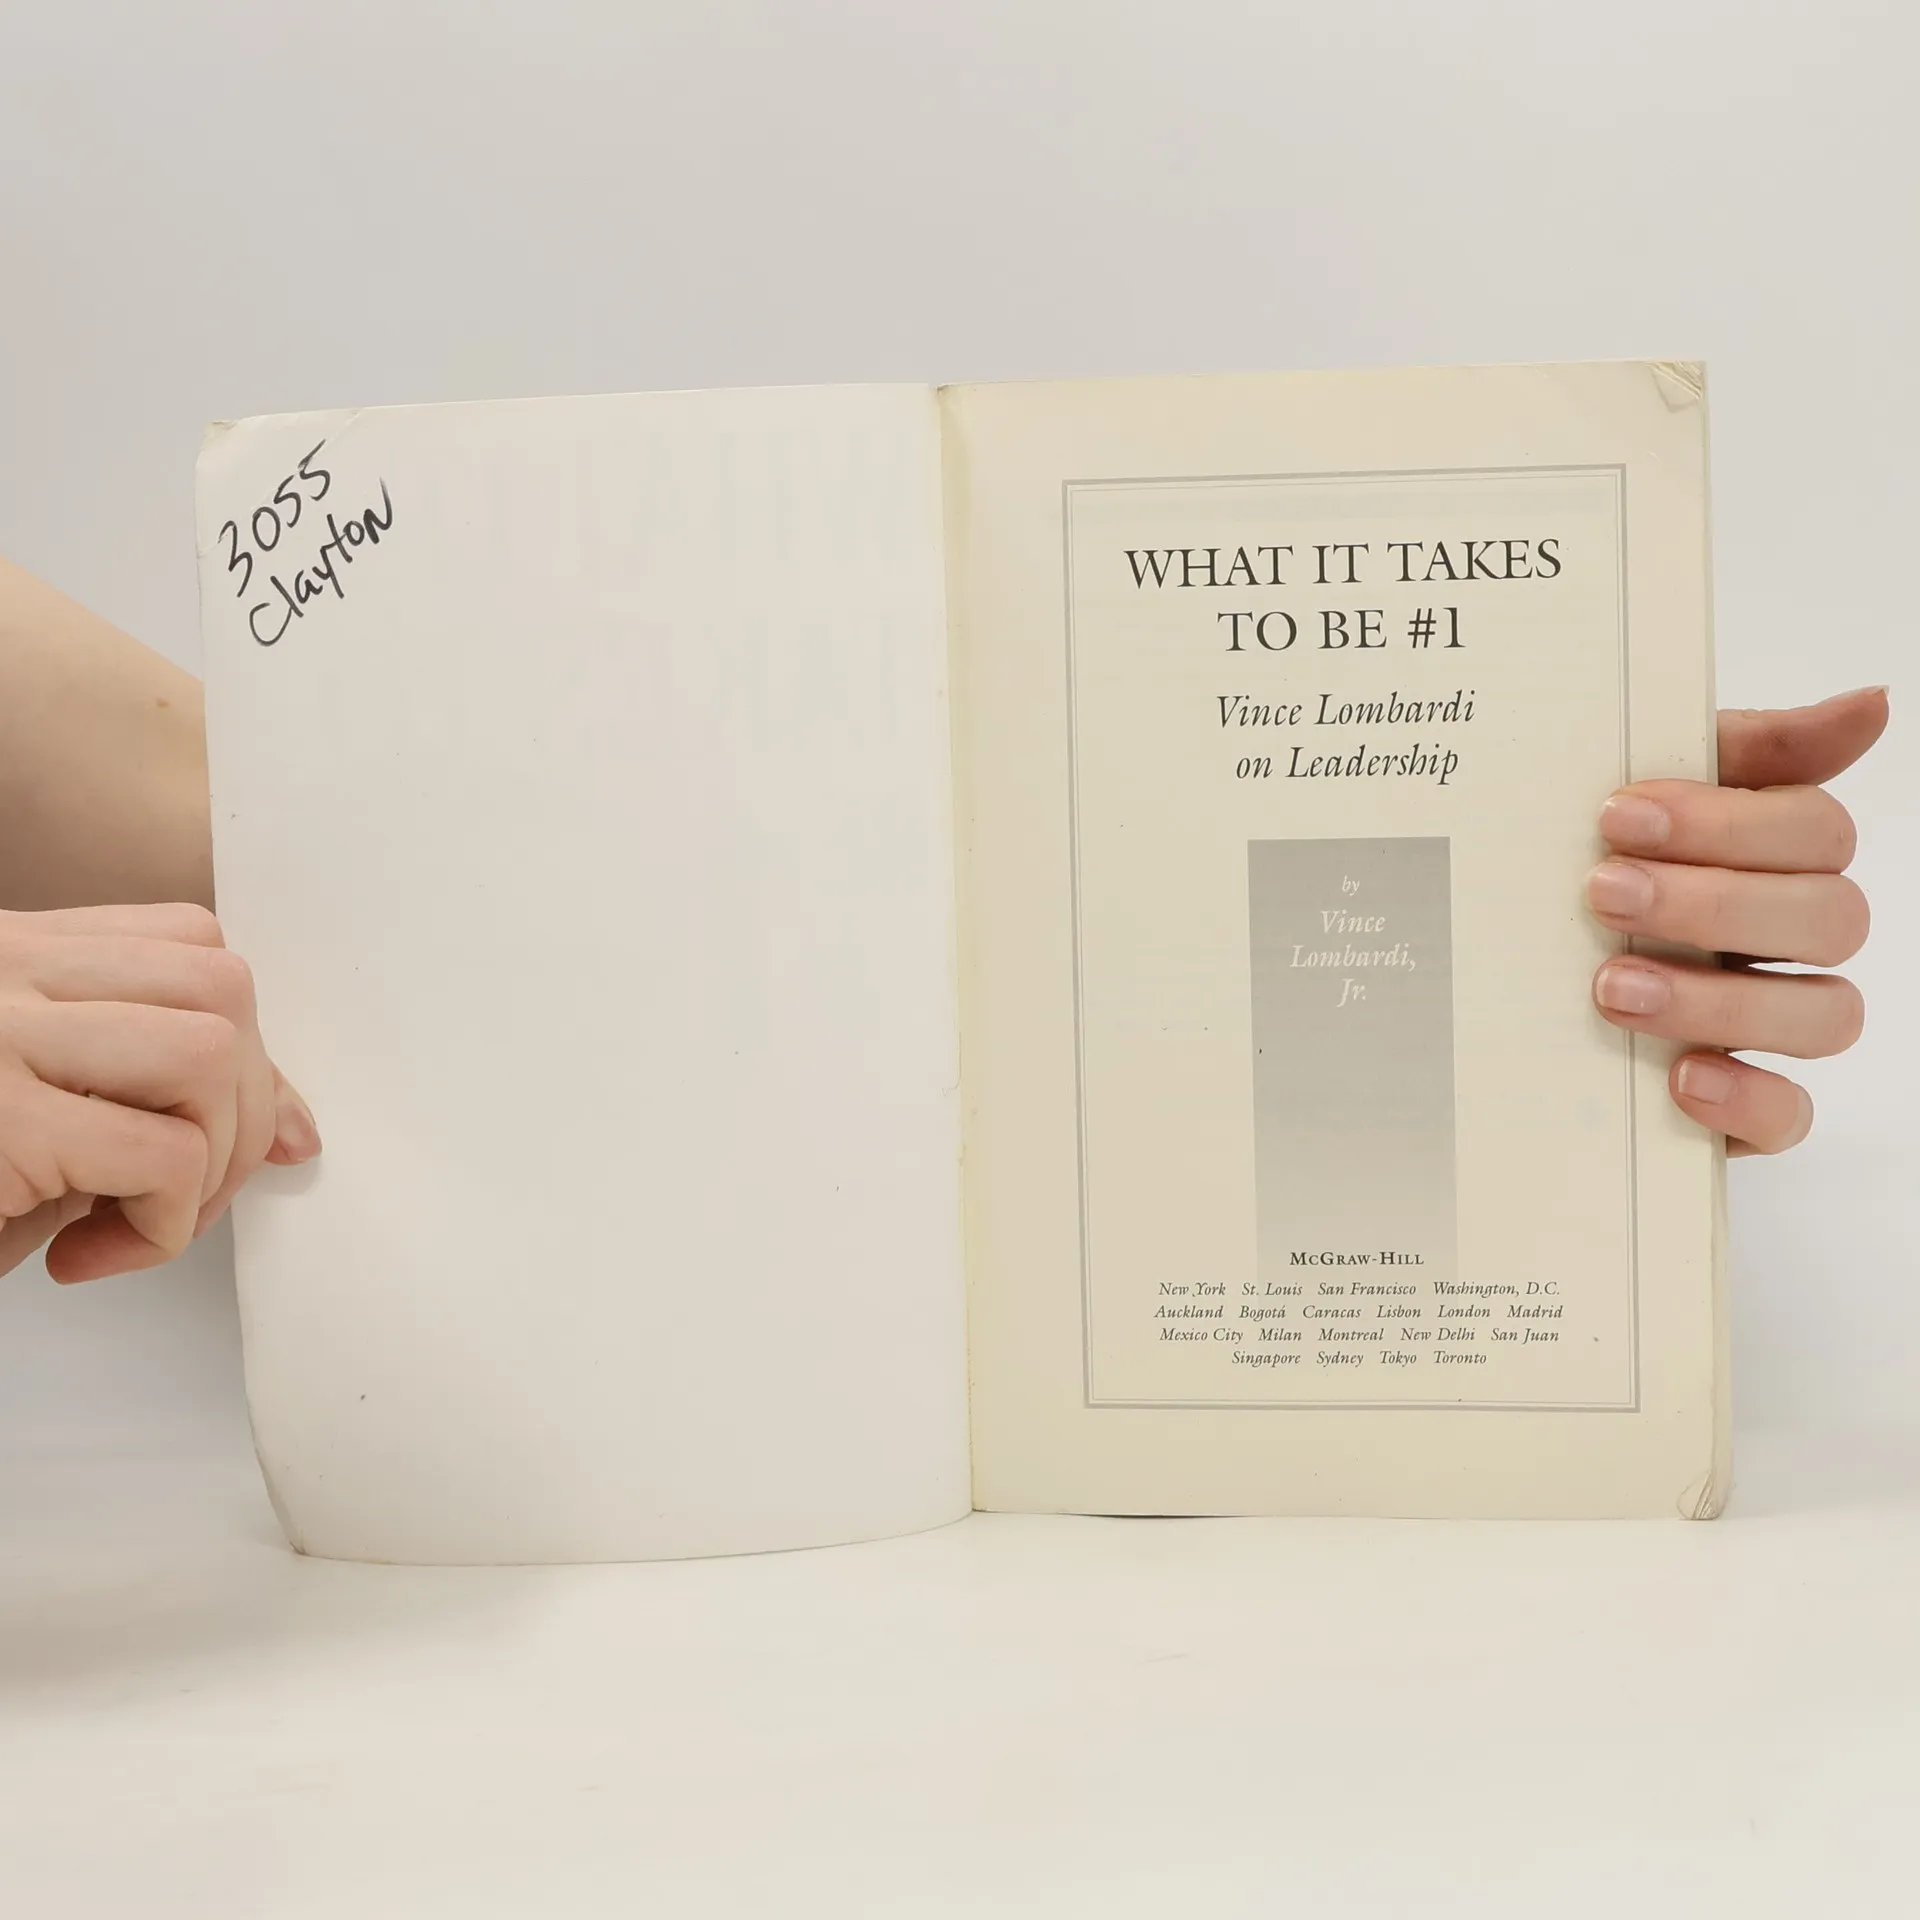 3055
Clayton
WHAT IT TAKES
TO BE #1
Vince Lombardi
on Leadership
by
Vince
Lombardi,
Jr.
McGraw-Hill
New York St. Louis San Francisco Washington, D.C.
Auckland Bogotá Caracas Lisbon London Madrid
Mexico City Milan Montreal New Delhi San Juan
Singapore Sydney Tokyo Toronto